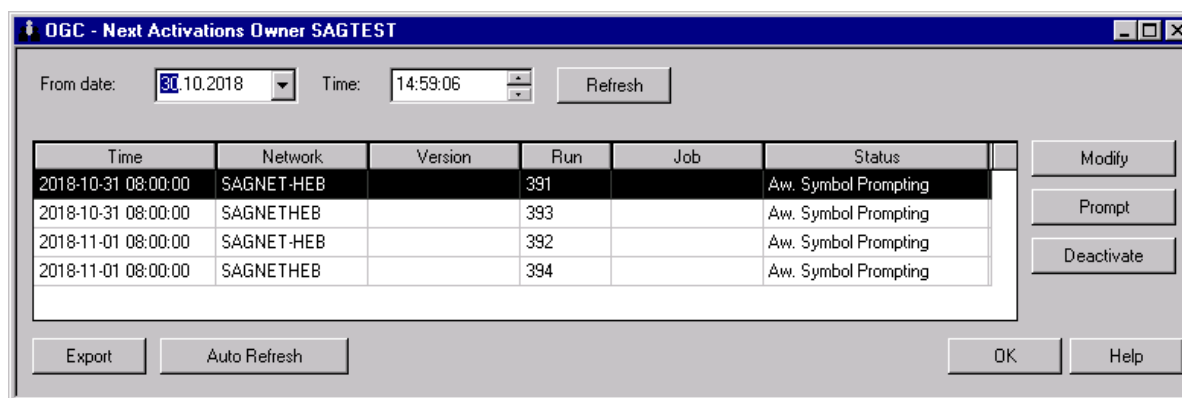 OGC - Next Activations Owner SAGTEST
From date: 30.10.2018 Time: 14:59:06 Refresh
Time Network Version Run Job Status
2018-10-31 08:00:00 SAGNET-HEB 391 Aw. Symbol Prompting
2018-10-31 08:00:00 SAGNETHEB 393 Aw. Symbol Prompting
2018-11-01 08:00:00 SAGNET-HEB 392 Aw. Symbol Prompting
2018-11-01 08:00:00 SAGNETHEB 394 Aw. Symbol Prompting
Modify
Prompt
Deactivate
Export Auto Refresh OK Help